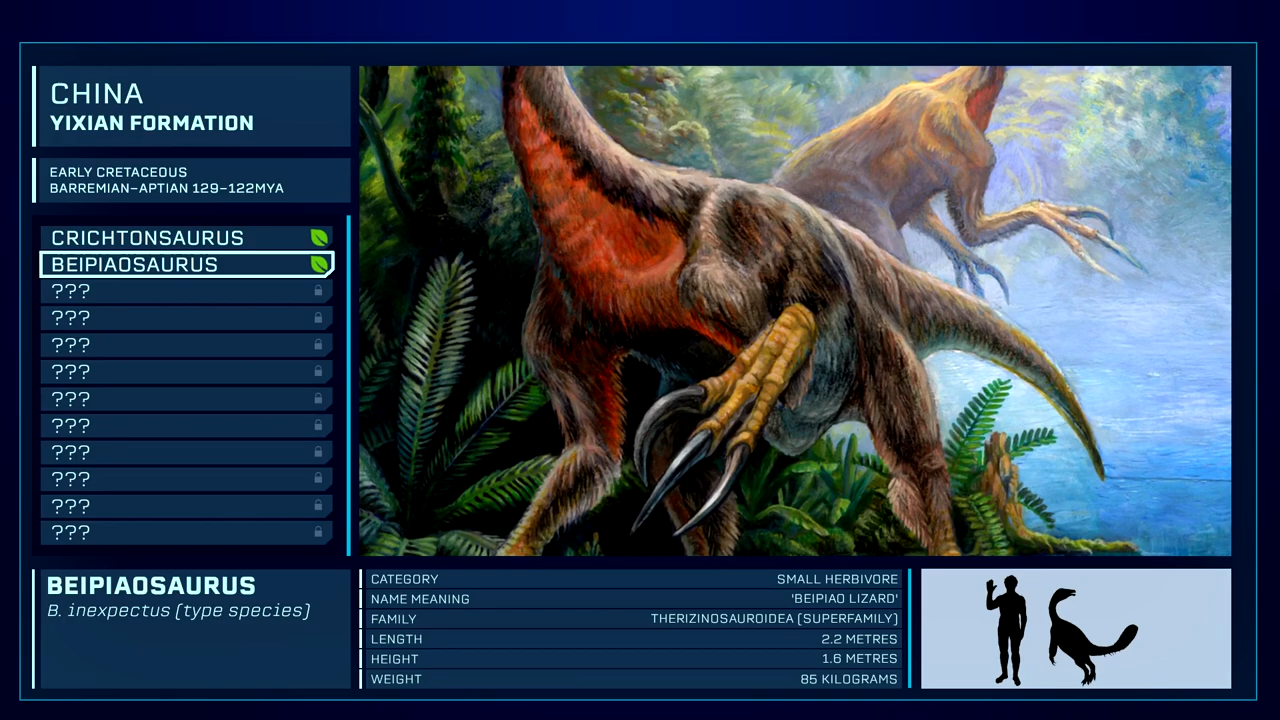 CHINA
YIXIAN FORMATION
EARLY CRETACEOUS
BARREMIAN–APTIAN 129–122MYA
CRICHTONSAURUS
BEIPIAOSAURUS
???
???
???
???
???
???
???
???
???
???
BEIPIAOSAURUS
B. inexpectus (type species)
CATEGORY SMALL HERBIVORE
NAME MEANING 'BEIPIAO LIZARD'
FAMILY THERIZINOSAUROIDEA (SUPERFAMILY)
LENGTH 2.2 METRES
HEIGHT 1.6 METRES
WEIGHT 85 KILOGRAMS